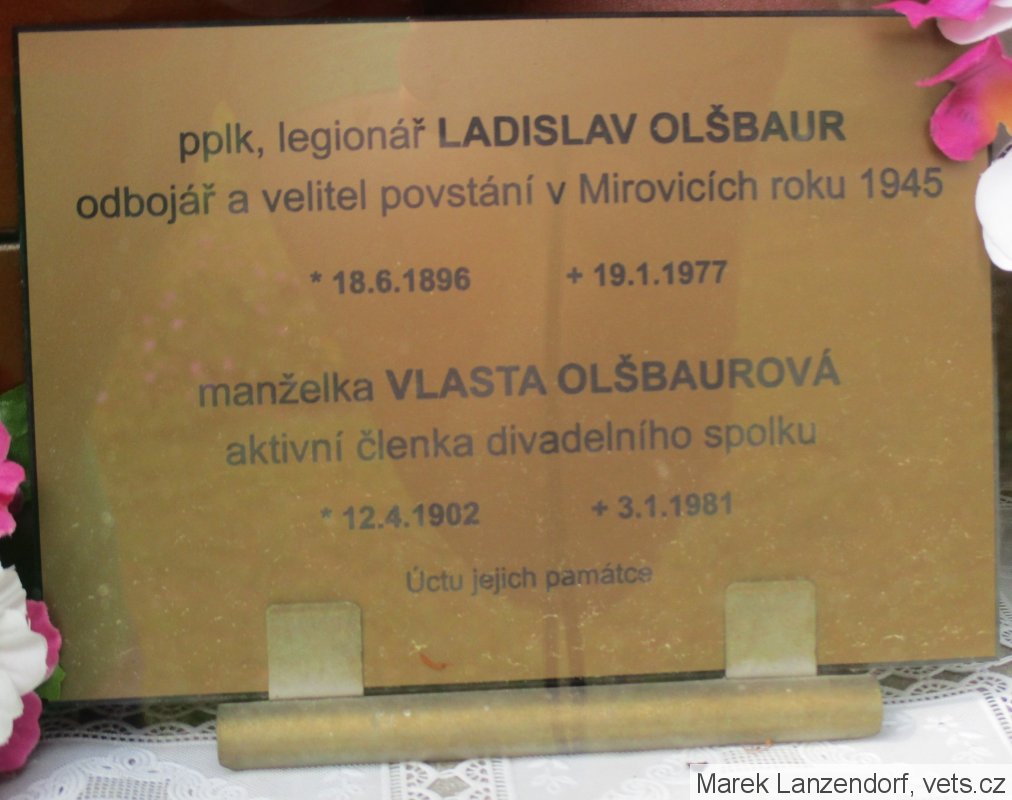 pplk, legionář LADISLAV OLŠBAUR
odbojář a velitel povstání v Mirovicích roku 1945
* 18.6.1896 + 19.1.1977
manželka VLASTA OLŠBAUROVÁ
aktivní členka divadelního spolku
* 12.4.1902 + 3.1.1981
Úctu jejich památce
Marek Lanzendorf, vets.cz